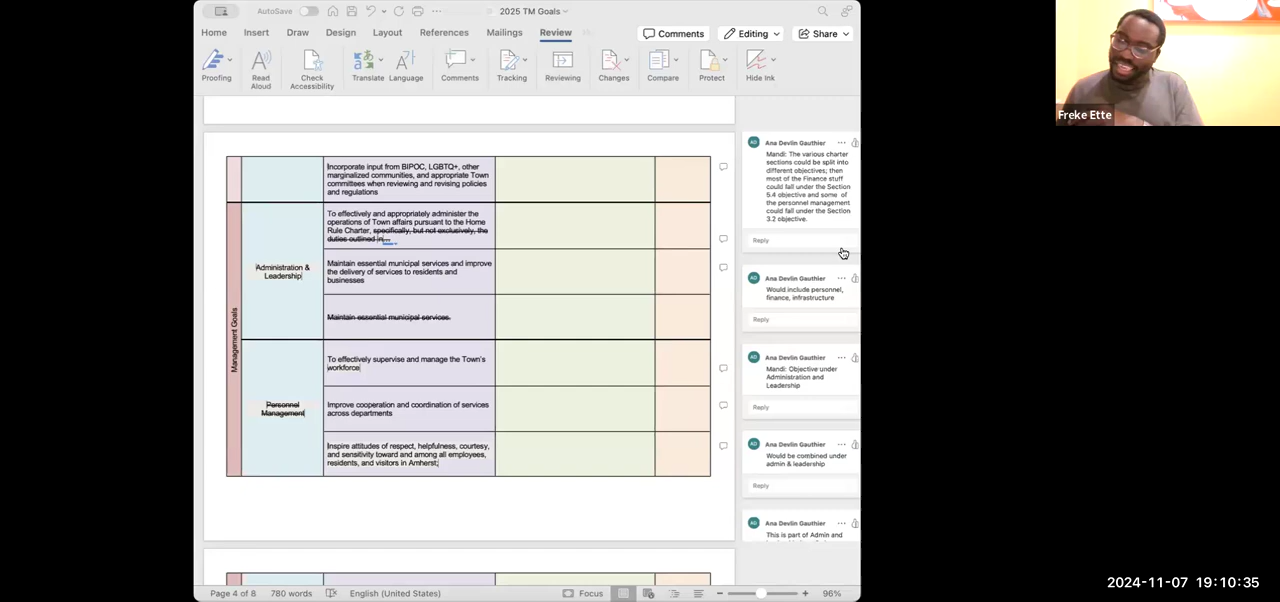 AutoSave
2025 TM Goals
Home
Insert
Draw
Design
Layout
References
Mailings
Review
Comments
Editing
Share
Proofing
Read
Aloud
Check
Accessibility
Translate
Language
Comments
Tracking
Reviewing
Changes
Compare
Protect
Hide Ink
Incorporate input from BIPOC, LGBTQ+, other
marginalized communities, and appropriate Town
committees when reviewing and revising policies
and regulations
Management Goals
Administration &
Leadership
To effectively and appropriately administer the
operations of Town affairs pursuant to the Home
Rule Charter, specifically, but not exclusively, the
duties outlined in...
Maintain essential municipal services and improve
the delivery of services to residents and
businesses
Maintain essential municipal services.
Personnel
Management
To effectively supervise and manage the Town's
workforce
Improve cooperation and coordination of services
across departments
Inspire attitudes of respect, helpfulness, courtesy,
and sensitivity toward and among all employees,
residents, and visitors in Amherst;
AD Ana Devlin Gauthier
Mandi: The various charter
sections could be split into
different objectives; then
most of the Finance stuff
could fall under the Section
5.4 objective and some of
the personnel management
could fall under the Section
3.2 objective.
Reply
AD Ana Devlin Gauthier
Would include personnel,
finance, infrastructure
Reply
AD Ana Devlin Gauthier
Mandi: Objective under
Administration and
Leadership
Reply
AD Ana Devlin Gauthier
Would be combined under
admin & leadership
Reply
AD Ana Devlin Gauthier
This is part of Admin and
Page 4 of 8
780 words
English (United States)
Focus
96%
Freke Ette
2024-11-07 19:10:35